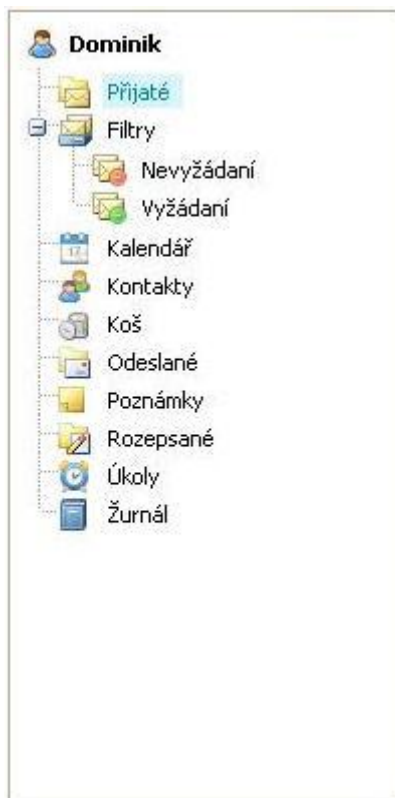 Dominik
Přijaté
Filtry
Nevyžádaní
Vyžádaní
Kalendář
Kontakty
Koš
Odeslané
Poznámky
Rozepsané
Úkoly
Žurnál